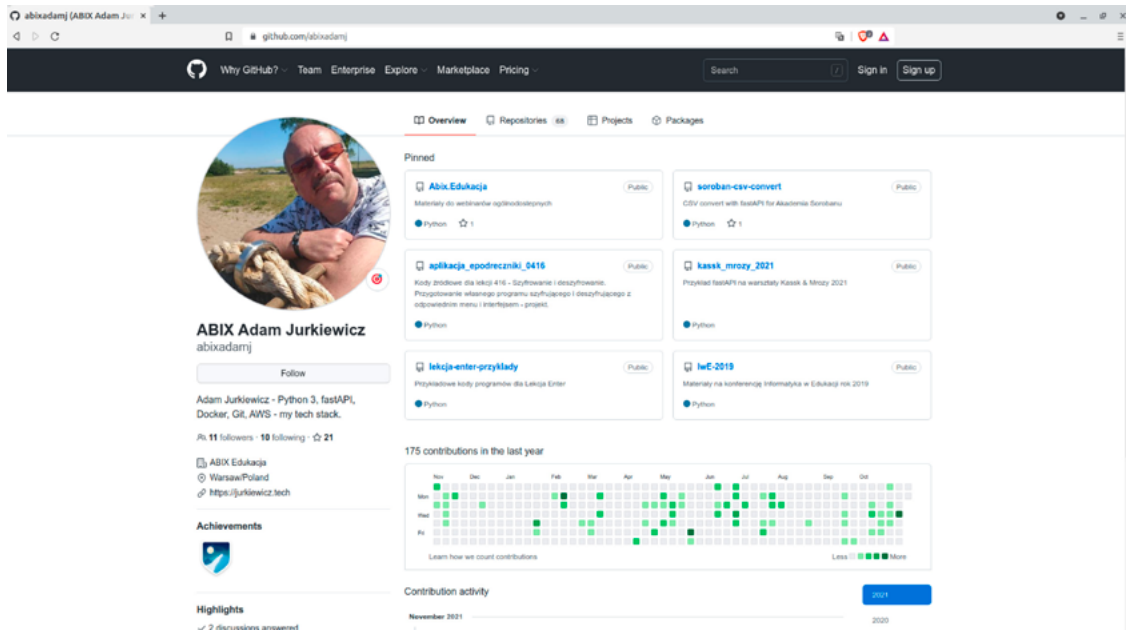 abixadamj (ABIX Adam Jur
github.com/abixadamj
Why GitHub? Team Enterprise Explore Marketplace Pricing Search / Sign in Sign up
Overview Repositories 68 Projects Packages
Pinned
Abix.Edukacja Public
Materiały do webinarów ogólnodostępnych
Python 1
soroban-csv-convert Public
CSV convert with fastAPI for Akademia Sorobanu
Python 1
aplikacja_epodreczniki_0416 Public
Kody źródłowe dla lekcji 416 - Szyfrowanie i deszyfrowanie.
Przygotowanie własnego programu szyfrującego i deszyfrującego z
odpowiednim menu i interfejsem - projekt.
Python
kassk_mrozy_2021 Public
Przykład fastAPI na warsztaty Kassk & Mrozy 2021
Python
lekcja-enter-przyklady Public
Przykładowe kody programów dla Lekcja Enter
Python
IwE-2019 Public
Materiały na konferencję Informatyka w Edukacji rok 2019
Python
ABIX Adam Jurkiewicz
abixadamj
Follow
Adam Jurkiewicz - Python 3, fastAPI,
Docker, Git, AWS - my tech stack.
11 followers · 10 following · 21
ABIX Edukacja
Warsaw/Poland
https://jurkiewicz.tech
Achievements
Highlights
2 discussions answered
175 contributions in the last year
Nov Dec Jan Feb Mar Apr May Jun Jul Aug Sep Oct
Mon
Wed
Fri
Learn how we count contributions Less More
Contribution activity
2021
November 2021
2020